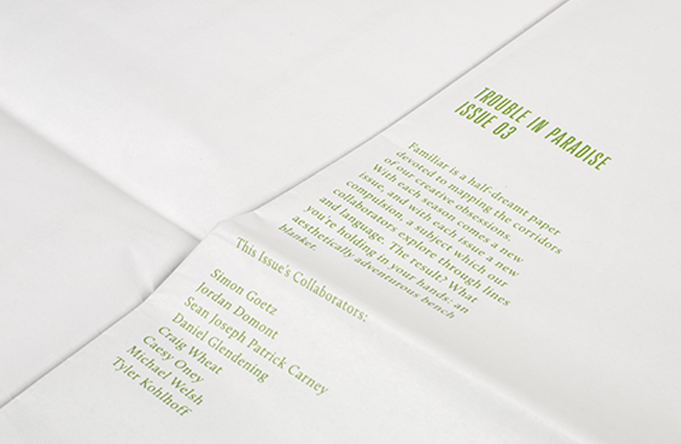 TROUBLE IN PARADISE
ISSUE 03
Familiar is a half-dreamt paper
devoted to mapping the corridors
of our creative obsessions.
With each season comes a new
issue, and with each issue a new
compulsion, a subject which our
collaborators explore through lines
and language. The result? What
you're holding in your hands: an
aesthetically adventurous bench
blanket.
This Issue's Collaborators:
Simon Goetz
Jordan Domont
Sean Joseph Patrick Carney
Daniel Glendening
Craig Wheat
Caesy Oney
Michael Welsh
Tyler Kohlhoff